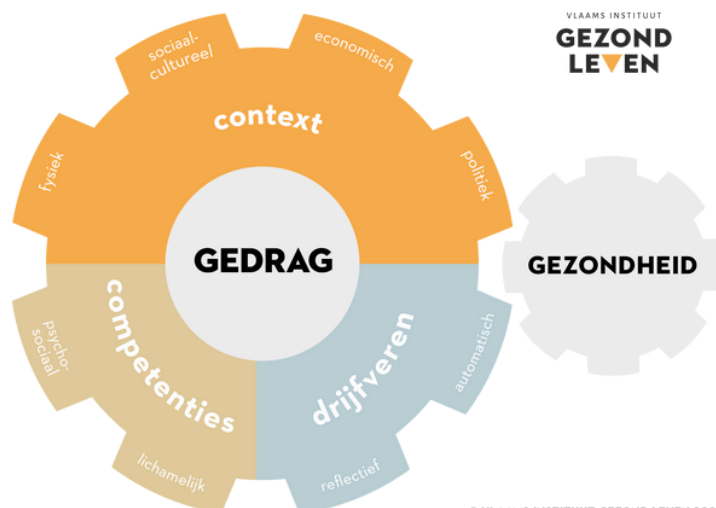 VLAAMS INSTITUUT
GEZOND
LEVEN
sociaal-
cultureel
economisch
fysiek
context
politiek
GEDRAG
GEZONDHEID
competenties
drijfveren
psycho-
sociaal
automatisch
lichamelijk
reflectief